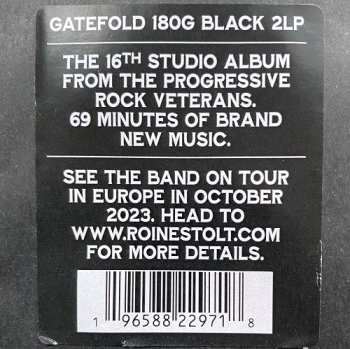 GATEFOLD 180G BLACK 2LP
THE 16TH STUDIO ALBUM
FROM THE PROGRESSIVE
ROCK VETERANS.
69 MINUTES OF BRAND
NEW MUSIC.
SEE THE BAND ON TOUR
IN EUROPE IN OCTOBER
2023. HEAD TO
WWW.ROINESTOLT.COM
FOR MORE DETAILS.
1 96588 22971 8